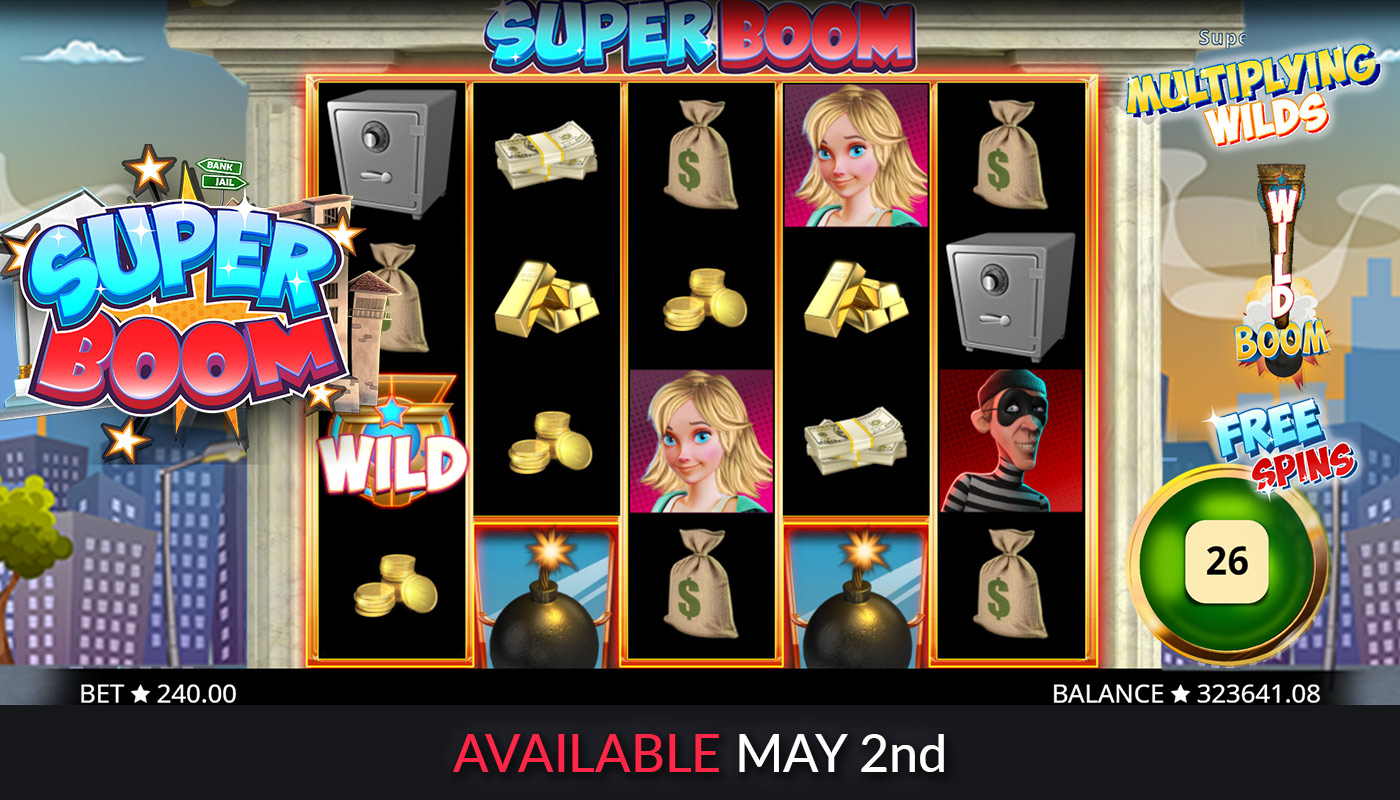 SUPER BOOM
Supe
MULTIPLYING
WILDS
BANK
JAIL
SUPER
BOOM
$
$
WILD
BOOM
WILD
FREE
SPINS
26
$
$
BET ★ 240.00
BALANCE ★ 323641.08
AVAILABLE MAY 2nd